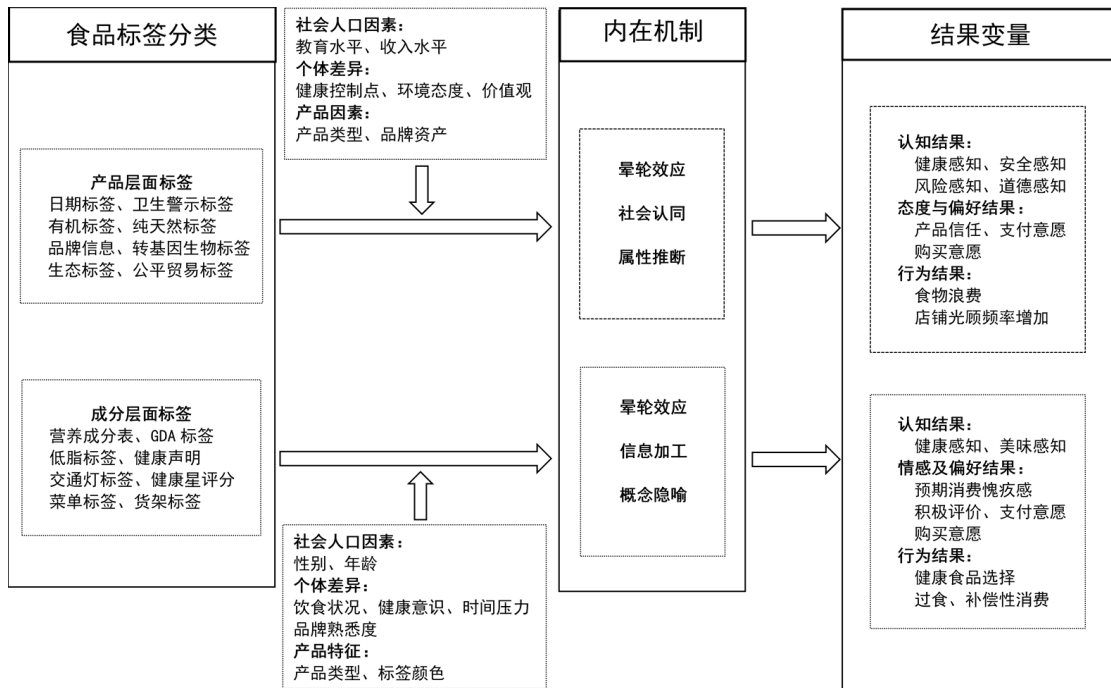 食品标签分类
产品层面标签
日期标签、卫生警示标签
有机标签、纯天然标签
品牌信息、转基因生物标签
生态标签、公平贸易标签
成分层面标签
营养成分表、GDA 标签
低脂标签、健康声明
交通灯标签、健康星评分
菜单标签、货架标签
社会人口因素：
教育水平、收入水平
个体差异：
健康控制点、环境态度、价值观
产品因素：
产品类型、品牌资产
社会人口因素：
性别、年龄
个体差异：
饮食状况、健康意识、时间压力
品牌熟悉度
产品特征：
产品类型、标签颜色
内在机制
晕轮效应
社会认同
属性推断
晕轮效应
信息加工
概念隐喻
结果变量
认知结果：
健康感知、安全感知
风险感知、道德感知
态度与偏好结果：
产品信任、支付意愿
购买意愿
行为结果：
食物浪费
店铺光顾频率增加
认知结果：
健康感知、美味感知
情感及偏好结果：
预期消费愧疚感
积极评价、支付意愿
购买意愿
行为结果：
健康食品选择
过食、补偿性消费